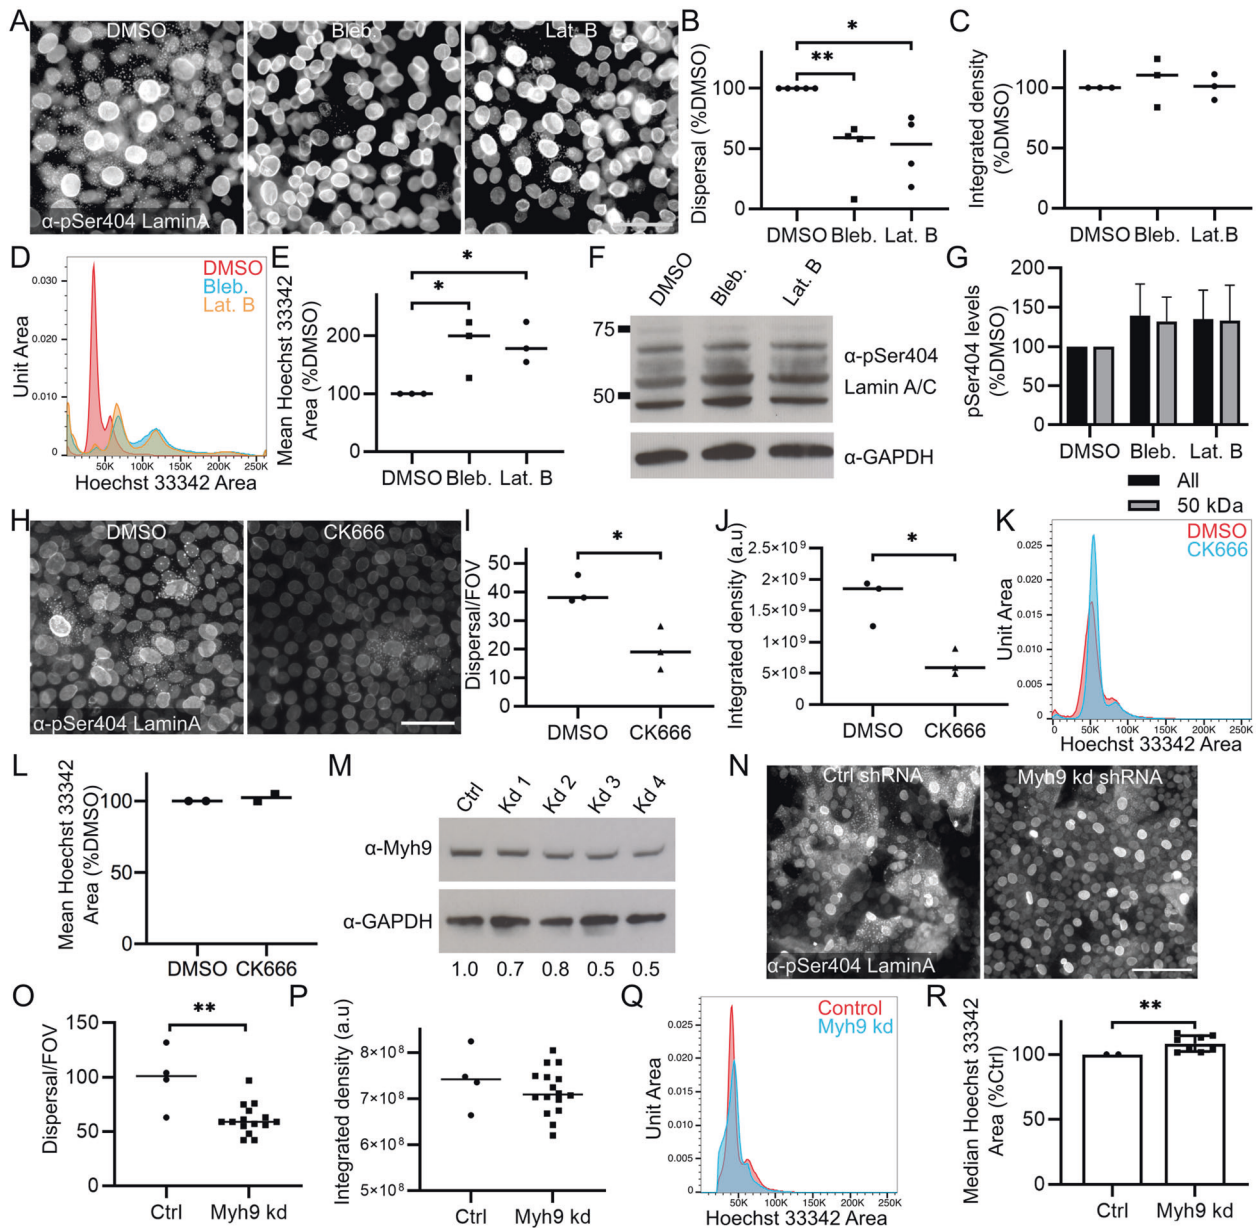 A
DMSO
Bleb.
Lat. B
α-pSer404 LaminA
B
Dispersal (%DMSO)
100
50
0
*
**
DMSO Bleb. Lat. B
C
Integrated density
(%DMSO)
100
50
0
DMSO Bleb. Lat.B
D
Unit Area
0.030
0.010
0
DMSO
Bleb.
Lat. B
50K 100K 150K 200K 250K
Hoechst 33342 Area
E
Mean Hoechst 33342
Area (%DMSO)
200
100
0
*
*
DMSO Bleb. Lat. B
F
DMSO
Bleb.
Lat. B
75
50
α-pSer404
Lamin A/C
α-GAPDH
G
pSer404 levels
(%DMSO)
200
150
100
50
0
DMSO Bleb. Lat. B
All
50 kDa
H
DMSO
CK666
α-pSer404 LaminA
I
Dispersal/FOV
50
40
30
20
10
0
*
DMSO CK666
J
Integrated density (a.u)
2.5×10⁹
2×10⁹
1.5×10⁹
1×10⁹
5×10⁸
*
DMSO CK666
K
Unit Area
0.025
0.020
0.015
0.010
0.005
0
DMSO
CK666
0 50K 100K 150K 200K 250K
Hoechst 33342 Area
L
Mean Hoechst 33342
Area (%DMSO)
100
50
0
DMSO CK666
M
Ctrl
Kd 1
Kd 2
Kd 3
Kd 4
α-Myh9
α-GAPDH
1.0 0.7 0.8 0.5 0.5
N
Ctrl shRNA
Myh9 kd shRNA
α-pSer404 LaminA
O
Dispersal/FOV
150
100
50
0
**
Ctrl Myh9 kd
P
Integrated density (a.u)
8×10⁸
7×10⁸
6×10⁸
5×10⁸
Ctrl Myh9 kd
Q
Unit Area
0.025
0.020
0.015
0.010
0.005
0
Control
Myh9 kd
50K 100K 150K 200K 250K
Hoechst 33342 Area
R
Median Hoechst 33342
Area (%Ctrl)
100
50
0
**
Ctrl Myh9 kd